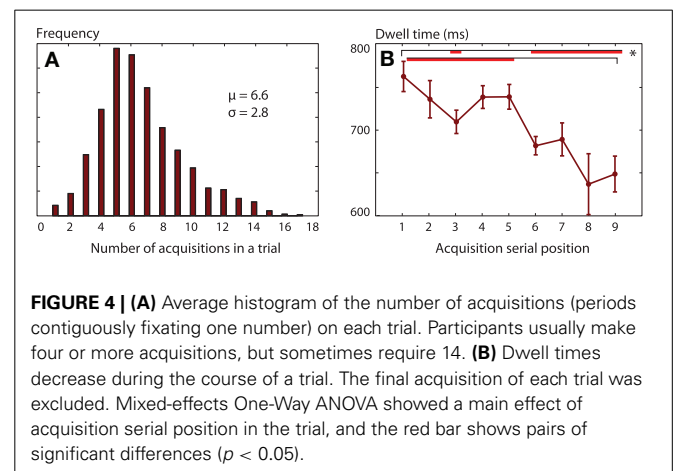 Frequency
A
μ = 6.6
σ = 2.8
0 2 4 6 8 10 12 14 16 18
Number of acquisitions in a trial
Dwell time (ms)
B
*
800
700
600
1 2 3 4 5 6 7 8 9
Acquisition serial position
FIGURE 4 | (A) Average histogram of the number of acquisitions (periods
contiguously fixating one number) on each trial. Participants usually make
four or more acquisitions, but sometimes require 14. (B) Dwell times
decrease during the course of a trial. The final acquisition of each trial was
excluded. Mixed-effects One-Way ANOVA showed a main effect of
acquisition serial position in the trial, and the red bar shows pairs of
significant differences (p < 0.05).